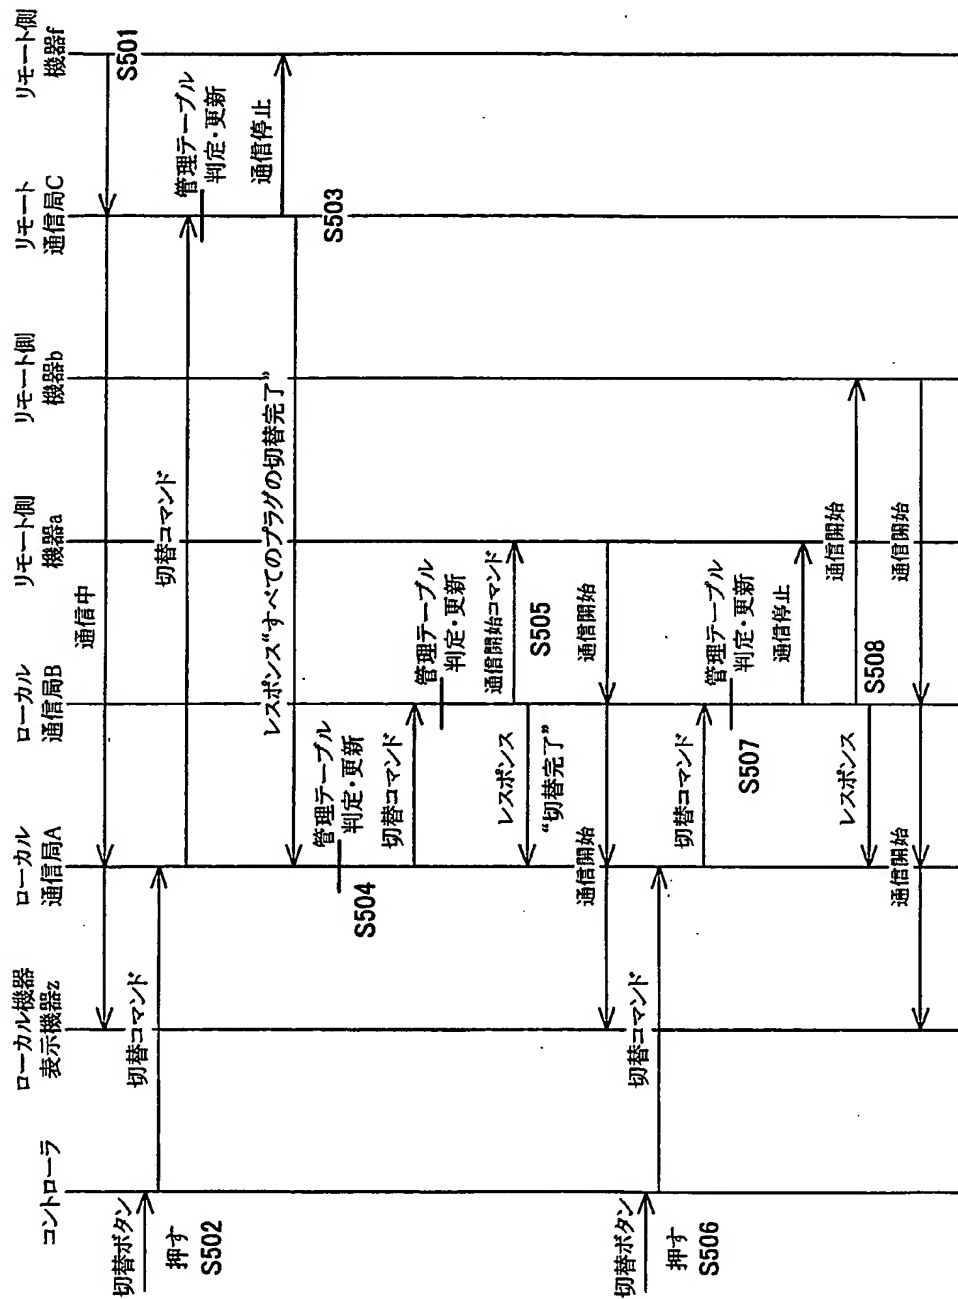 コントローラ
ローカル機器
表示機器z
ローカル
通信局A
ローカル
通信局B
リモート側
機器a
リモート側
機器b
リモート
通信局C
リモート側
機器f
通信中
S501
切替ボタン
押す
S502
切替コマンド
切替コマンド
管理テーブル
判定・更新
通信停止
S503
レスポンス“すべてのプラグの切替完了”
管理テーブル
判定・更新
S504
切替コマンド
管理テーブル
判定・更新
通信開始コマンド
S505
レスポンス
“切替完了”
通信開始
通信開始
切替ボタン
押す
S506
切替コマンド
切替コマンド
S507
管理テーブル
判定・更新
通信停止
通信開始
S508
レスポンス
通信開始
通信開始